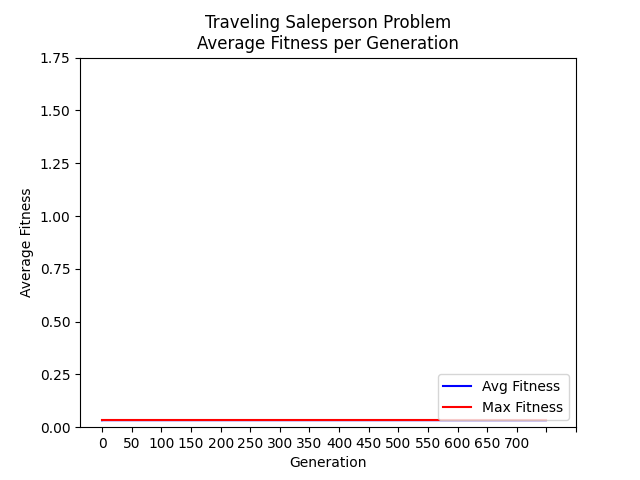 Traveling Saleperson Problem
Average Fitness per Generation
1.75
1.50
1.25
1.00
0.75
0.50
0.25
0.00
Average Fitness
Avg Fitness
Max Fitness
0 50 100 150 200 250 300 350 400 450 500 550 600 650 700
Generation